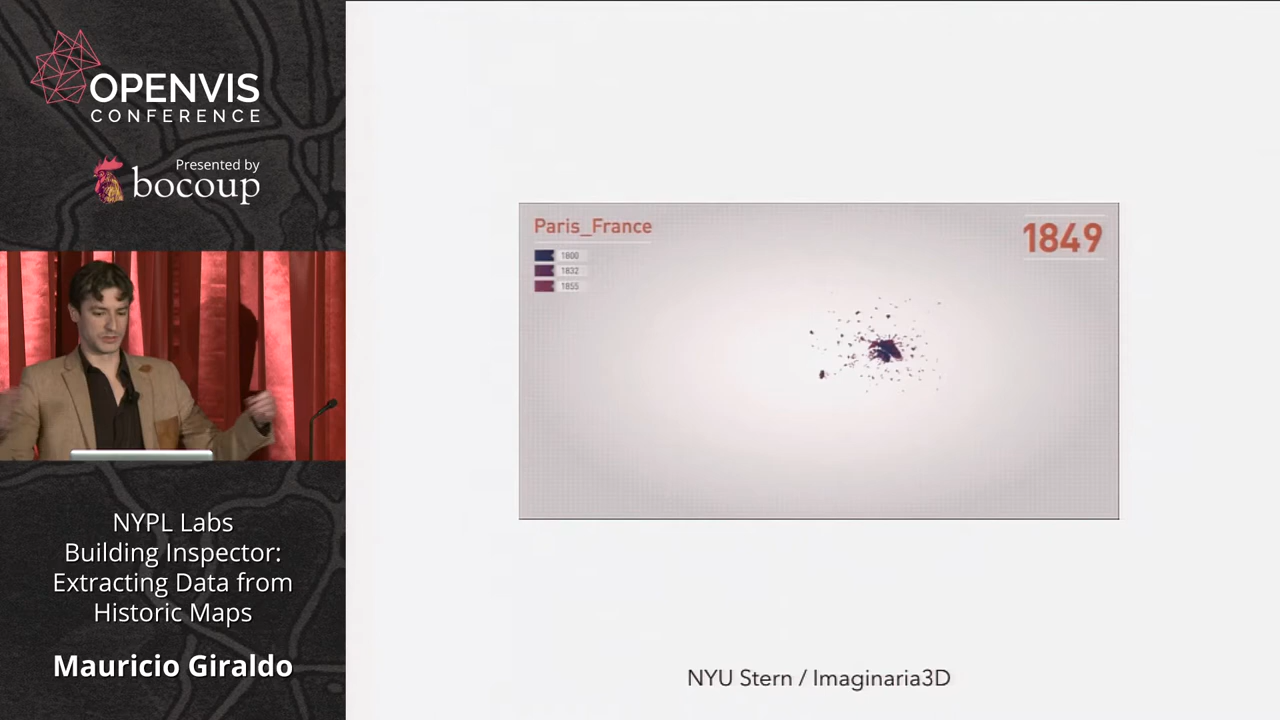 OPENVIS
CONFERENCE
Presented by
bocoup
NYPL Labs
Building Inspector:
Extracting Data from
Historic Maps
Mauricio Giraldo
Paris_France
1800
1832
1855
1849
NYU Stern / Imaginaria3D